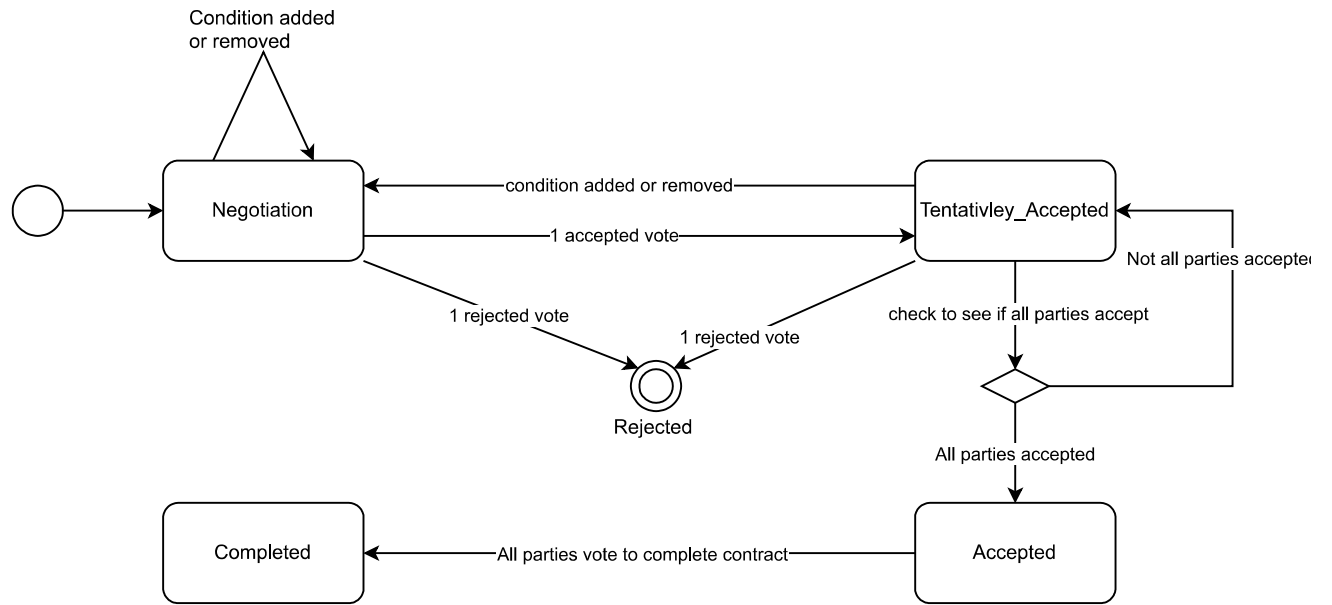 Condition added
or removed
Negotiation
condition added or removed
Tentativley_Accepted
1 accepted vote
Not all parties accepted
1 rejected vote
check to see if all parties accept
1 rejected vote
Rejected
All parties accepted
Completed
All parties vote to complete contract
Accepted